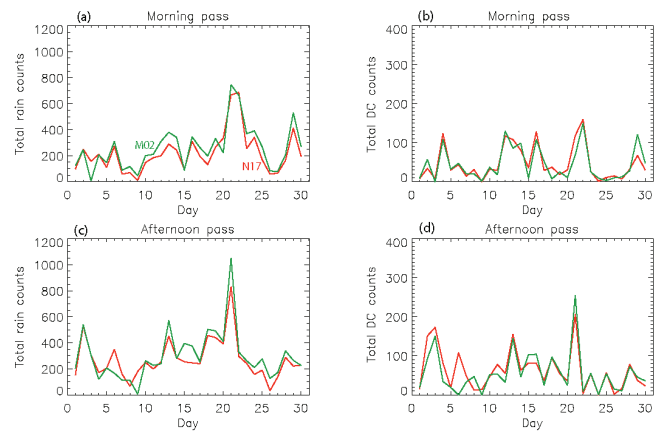 (a) Morning pass
1200
1000
800
600
400
200
0
Total rain counts
M02
N17
0 5 10 15 20 25 30
Day
(b) Morning pass
400
300
200
100
0
Total DC counts
0 5 10 15 20 25 30
Day
(c) Afternoon pass
1200
1000
800
600
400
200
0
Total rain counts
0 5 10 15 20 25 30
Day
(d) Afternoon pass
400
300
200
100
0
Total DC counts
0 5 10 15 20 25 30
Day